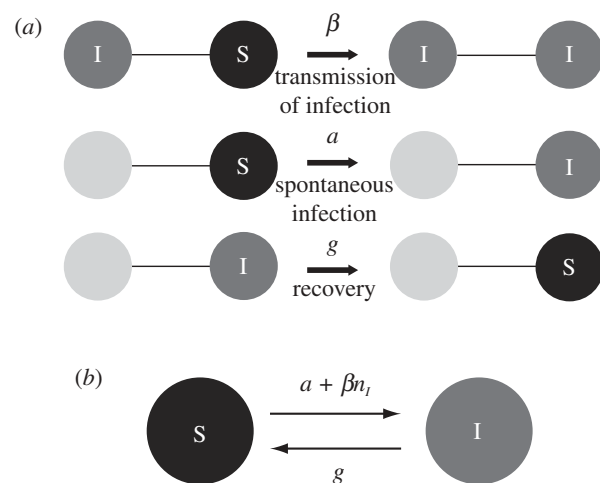 (a)
β
I S I I
transmission
of infection
a
S I
spontaneous
infection
g
I S
recovery
(b)
a + βn_I
S I
g